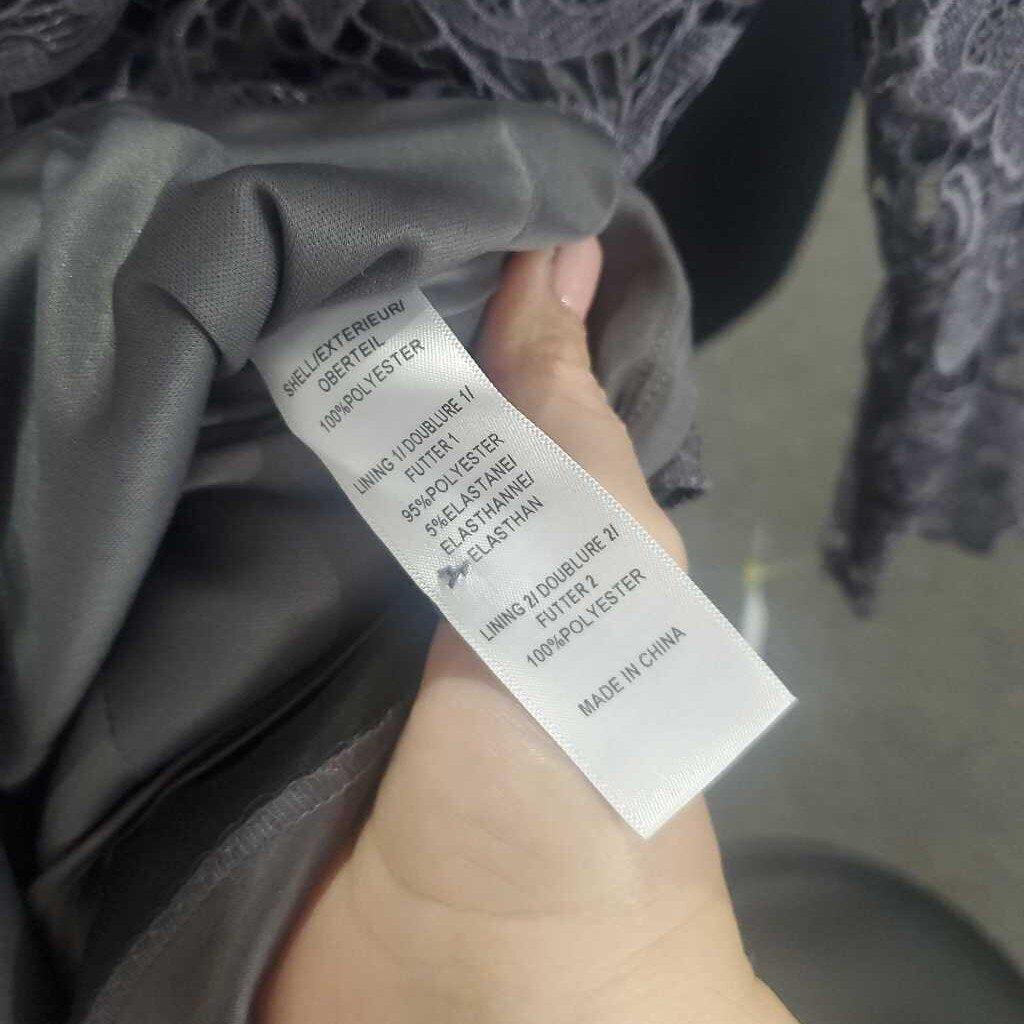 SHELL/EXTERIEUR/
OBERTEIL
100%POLYESTER
LINING 1/DOUBLURE 1/
FUTTER 1
95%POLYESTER
5%ELASTANE/
ELASTHANNE/
ELASTHAN
LINING 2/ DOUBLURE 2/
FUTTER 2
100%POLYESTER
MADE IN CHINA